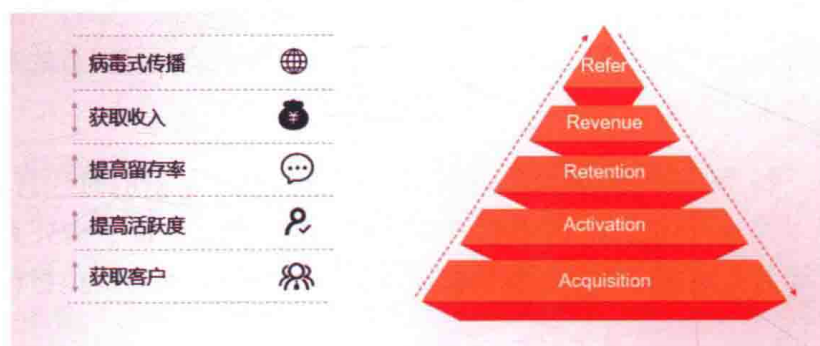 病毒式传播
获取收入
提高留存率
提高活跃度
获取客户
Refer
Revenue
Retention
Activation
Acquisition